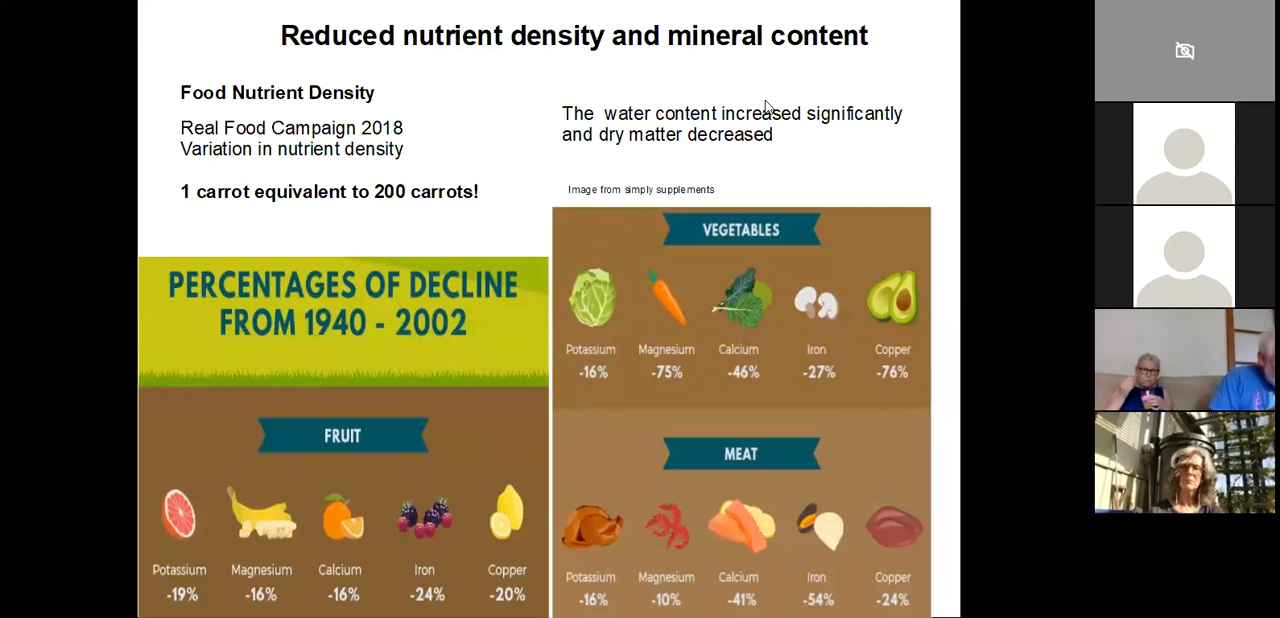 Reduced nutrient density and mineral content
Food Nutrient Density
Real Food Campaign 2018
Variation in nutrient density
1 carrot equivalent to 200 carrots!
The water content increased significantly
and dry matter decreased
Image from simply supplements
PERCENTAGES OF DECLINE
FROM 1940 - 2002
FRUIT
Potassium Magnesium Calcium Iron Copper
-19% -16% -16% -24% -20%
VEGETABLES
Potassium Magnesium Calcium Iron Copper
-16% -75% -46% -27% -76%
MEAT
Potassium Magnesium Calcium Iron Copper
-16% -10% -41% -54% -24%